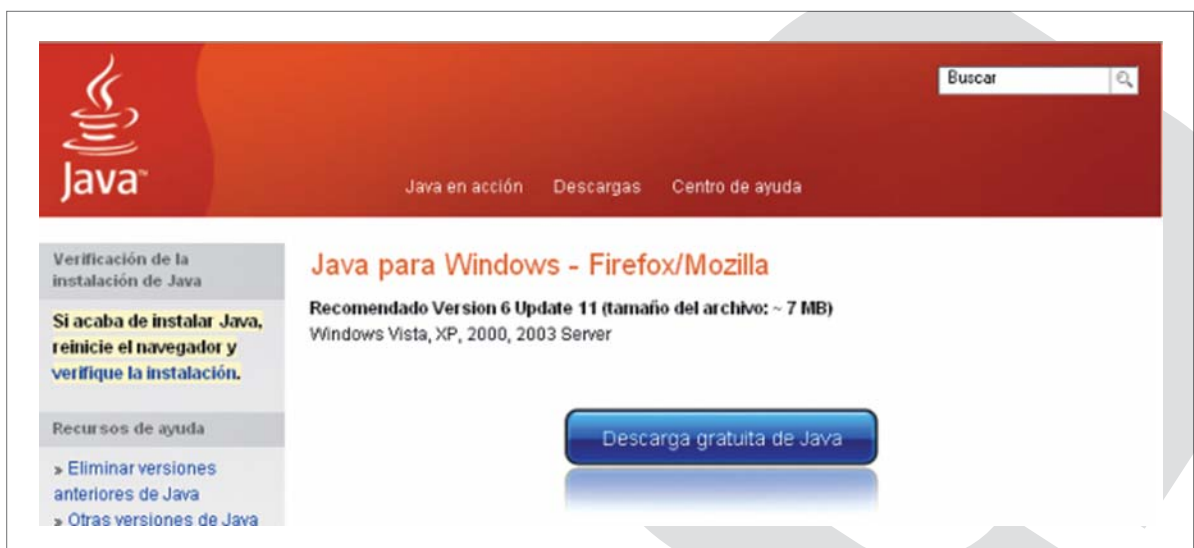 Buscar
Java™
Java en acción Descargas Centro de ayuda
Verificación de la
instalación de Java
Si acaba de instalar Java,
reinicie el navegador y
verifique la instalación.
Recursos de ayuda
» Eliminar versiones
anteriores de Java
» Otras versiones de Java
Java para Windows - Firefox/Mozilla
Recomendado Version 6 Update 11 (tamaño del archivo: ~ 7 MB)
Windows Vista, XP, 2000, 2003 Server
Descarga gratuita de Java